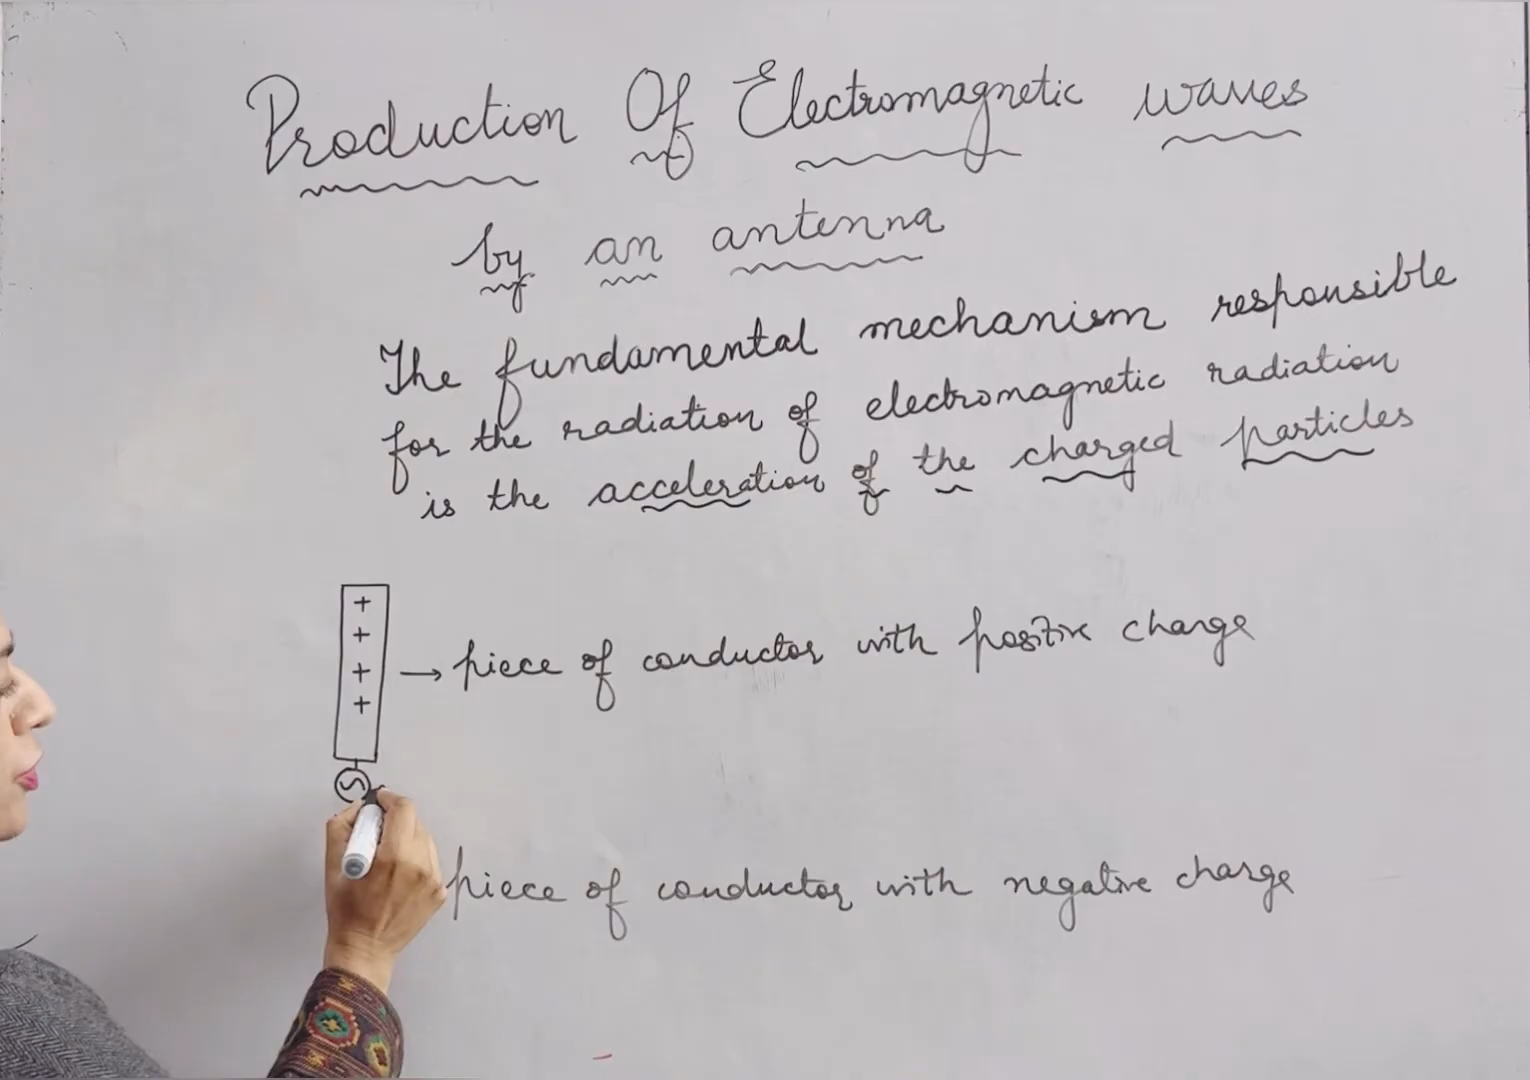 Production Of Electromagnetic waves
by an antenna
The fundamental mechanism responsible
for the radiation of electromagnetic radiation
is the acceleration of the charged particles
+
+
+
+
→ piece of conductor with positive charge
S
piece of conductor with negative charge